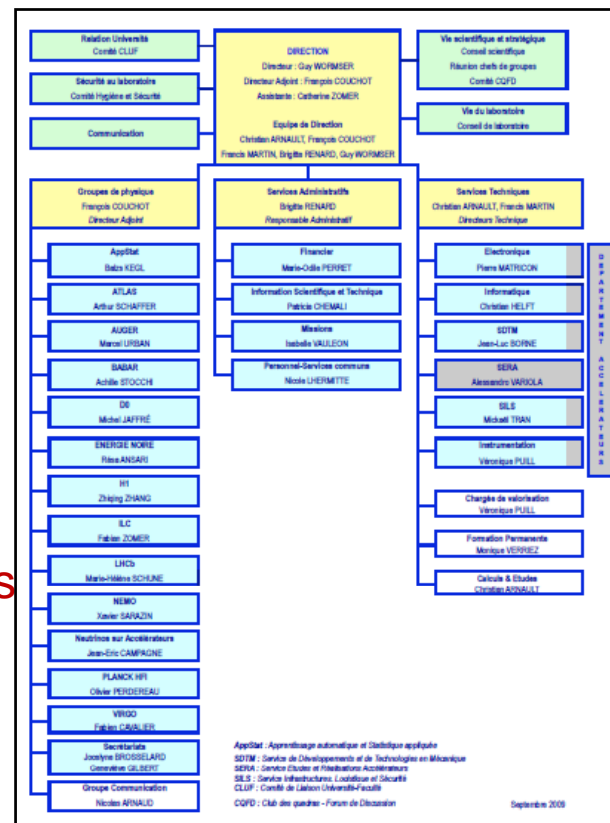 Relation Université
Comité CLUF
Sécurité au laboratoire
Comité Hygiène et Sécurité
Communication
DIRECTION
Directeur : Guy WORMSER
Directeur Adjoint : François COUCHOT
Assistante : Catherine ZOMER
Equipe de Direction
Christian ARNAULT, François COUCHOT
Francis MARTIN, Brigitte RENARD, Guy WORMSER
Vie scientifique et stratégique
Conseil scientifique
Réunion chefs de groupes
Comité CQFD
Vie du laboratoire
Conseil de laboratoire
Groupes de physique
François COUCHOT
Directeur Adjoint
Services Administratifs
Brigitte RENARD
Responsable Administratif
Services Techniques
Christian ARNAULT, Francis MARTIN
Directeurs Technique
AppStat
Balzs KEGL
ATLAS
Arthur SCHAFFER
AUGER
Marcel URBAN
BABAR
Achille STOCCHI
D0
Michel JAFFRÉ
ENERGIE NOIRE
Réza ANSARI
H1
Zhiqing ZHANG
ILC
Fabian ZOMER
LHCb
Marie-Hélène SCHUNE
NEMO
Xavier SARAZIN
Neutrinos sur Accélérateurs
Jean-Eric CAMPAGNE
PLANCK HFI
Olivier PERDEREAU
VIRGO
Fabien CAVALIER
Secrétariats
Jocelyne BROSSELARD
Geneviève GILBERT
Groupe Communication
Nicolas ARNAUD
Financier
Marie-Odile PERRET
Information Scientifique et Technique
Patricia CHEMALI
Missions
Isabelle VAULEON
Personnel-Services communs
Nicole LHERMITTE
Electronique
Pierre MATRICON
Informatique
Christian HELFT
SDTM
Jean-Luc BORNE
SERA
Alessandro VARIOLA
SILS
Mickaël TRAN
Instrumentation
Véronique PUILL
Chargés de valorisation
Véronique PUILL
Formation Permanente
Monique VERRIEZ
Calculs & Etudes
Christian ARNAULT
DEPARTEMENT ACCELERATEURS
s
AppStat : Apprentissage automatique et Statistique appliquée
SDTM : Service de Développements et de Technologies en Mécanique
SERA : Service Etudes et Réalisations Accélérateurs
SILS : Service Infrastructures, Logistique et Sécurité
CLUF : Comité de Liaison Université-Faculté
CQFD : Club des quadras - Forum de Discussion
Septembre 2009